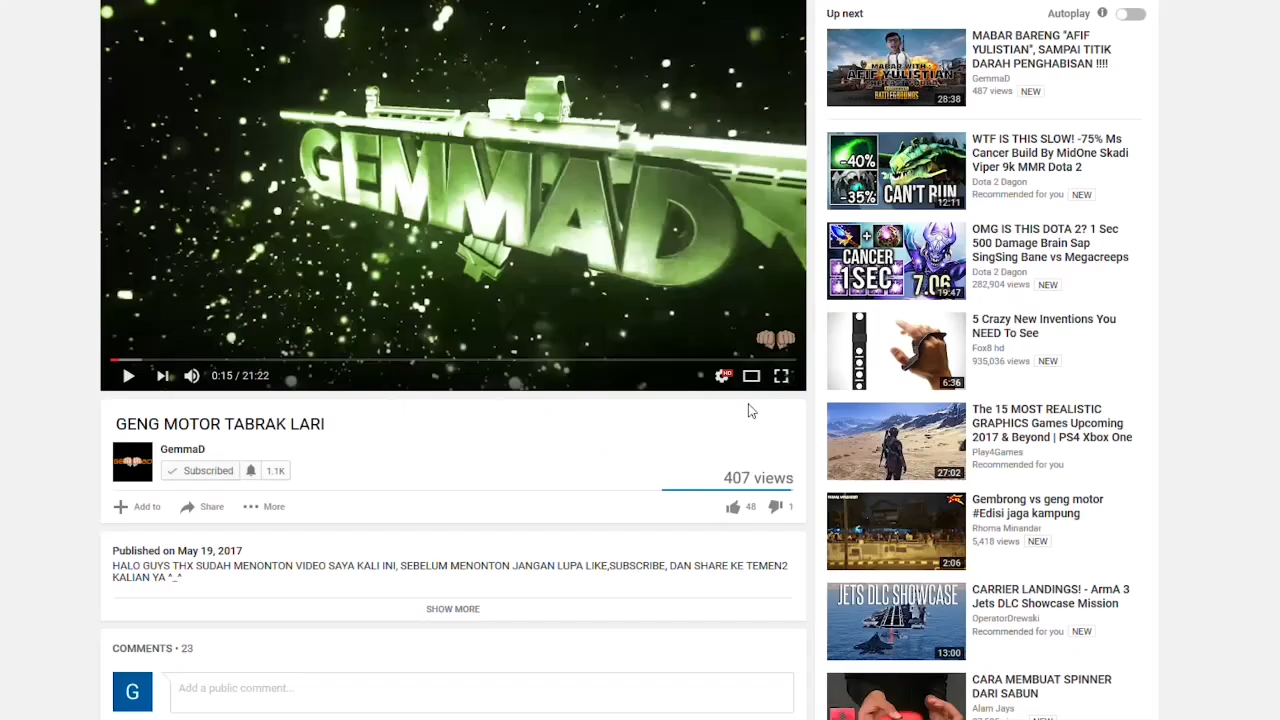 GEMMAD
0:15 / 21:22
HD
GENG MOTOR TABRAK LARI
GemmaD
Subscribed
1.1K
407 views
Add to
Share
More
48
1
Published on May 19, 2017
HALO GUYS THX SUDAH MENONTON VIDEO SAYA KALI INI, SEBELUM MENONTON JANGAN LUPA LIKE,SUBSCRIBE, DAN SHARE KE TEMEN2
KALIAN YA ^_^
SHOW MORE
COMMENTS • 23
G
Add a public comment...
Up next
Autoplay
MABAR WITH
AFIF YULISTIAN
BATTLEGROUNDS
28:38
MABAR BARENG "AFIF
YULISTIAN", SAMPAI TITIK
DARAH PENGHABISAN !!!!
GemmaD
487 views NEW
-40%
-35%
CAN'T RUN
12:11
WTF IS THIS SLOW! -75% Ms
Cancer Build By MidOne Skadi
Viper 9k MMR Dota 2
Dota 2 Dagon
Recommended for you NEW
CANCER
1SEC
7.06
19:47
OMG IS THIS DOTA 2? 1 Sec
500 Damage Brain Sap
SingSing Bane vs Megacreeps
Dota 2 Dagon
282,904 views NEW
6:36
5 Crazy New Inventions You
NEED To See
Fox8 hd
935,036 views NEW
27:02
The 15 MOST REALISTIC
GRAPHICS Games Upcoming
2017 & Beyond | PS4 Xbox One
Play4Games
Recommended for you
2:06
Gembrong vs geng motor
#Edisi jaga kampung
Rhoma Minandar
5,418 views NEW
JETS DLC SHOWCASE
13:00
CARRIER LANDINGS! - ArmA 3
Jets DLC Showcase Mission
OperatorDrewski
Recommended for you NEW
CARA MEMBUAT SPINNER
DARI SABUN
Alam Jays